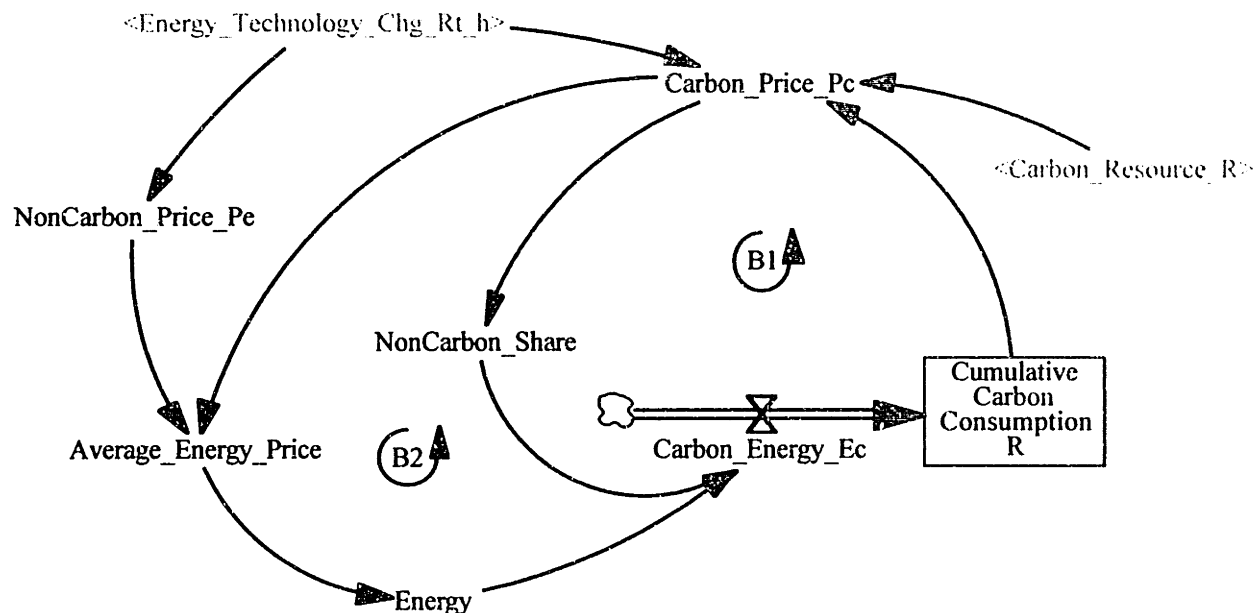 <Energy_Technology_Chg_Rt_h>
Carbon_Price_Pc
<Carbon_Resource_R>
NonCarbon_Price_Pe
B1
NonCarbon_Share
Cumulative
Carbon
Consumption
R
Average_Energy_Price
B2
Carbon_Energy_Ec
Energy